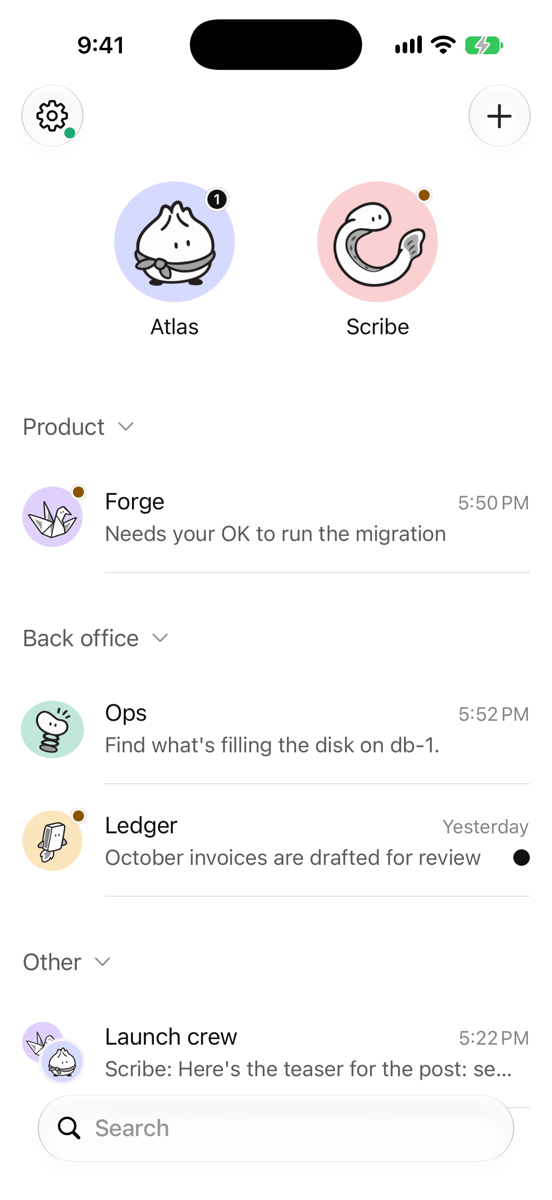 9:41
1
Atlas
Scribe
Product
Forge
5:50 PM
Needs your OK to run the migration
Back office
Ops
5:52 PM
Find what's filling the disk on db-1.
Ledger
Yesterday
October invoices are drafted for review
Other
Launch crew
5:22 PM
Scribe: Here's the teaser for the post: se...
Search